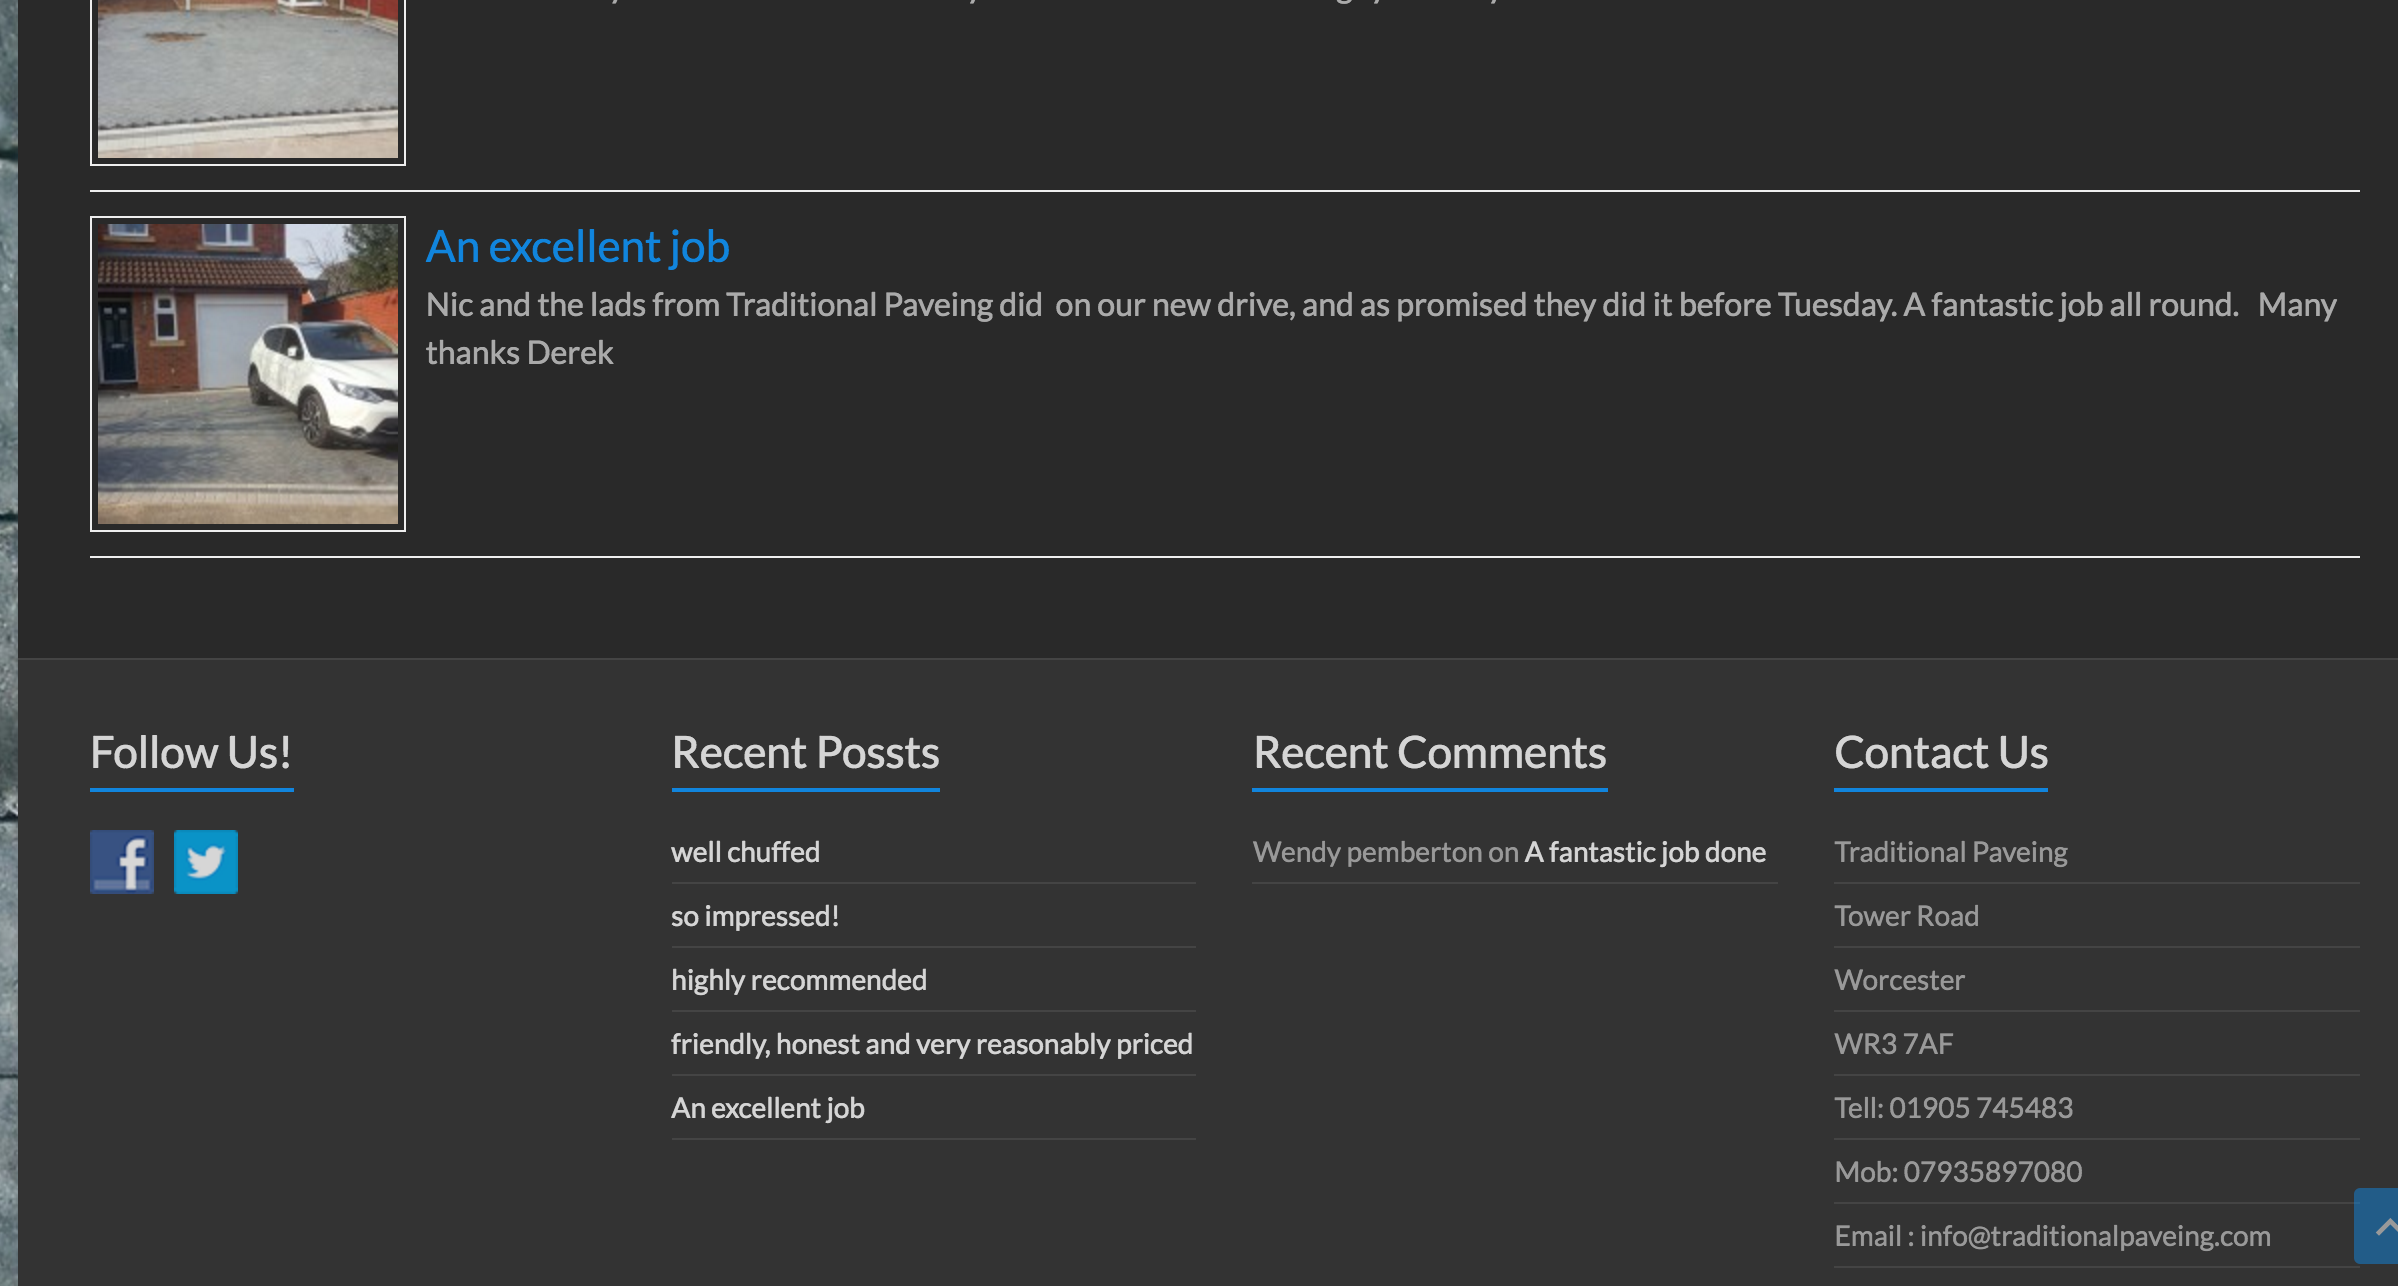 An excellent job
Nic and the lads from Traditional Paveing did  on our new drive, and as promised they did it before Tuesday. A fantastic job all round.   Many
thanks Derek
Follow Us!
Recent Possts
well chuffed
so impressed!
highly recommended
friendly, honest and very reasonably priced
An excellent job
Recent Comments
Wendy pemberton on A fantastic job done
Contact Us
Traditional Paveing
Tower Road
Worcester
WR3 7AF
Tell: 01905 745483
Mob: 07935897080
Email : info@traditionalpaveing.com